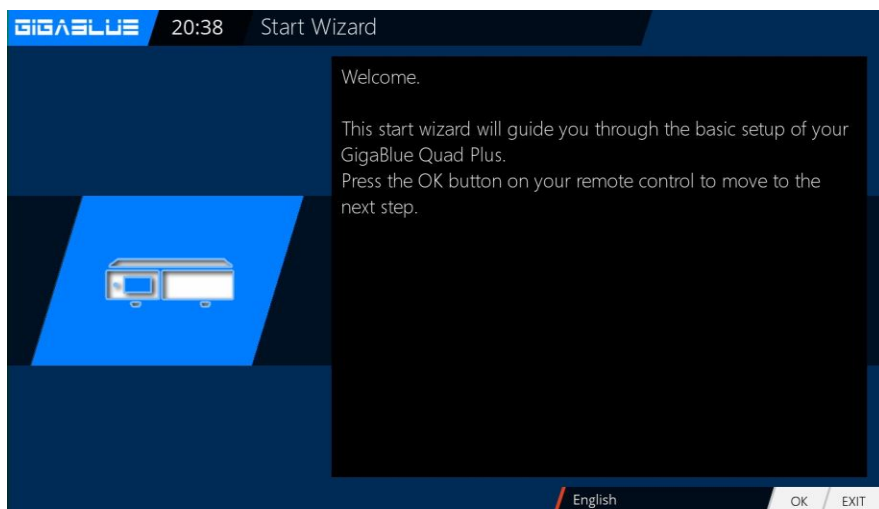 GIGABLUE 20:38 Start Wizard
Welcome.
This start wizard will guide you through the basic setup of your
GigaBlue Quad Plus.
Press the OK button on your remote control to move to the
next step.
English OK EXIT